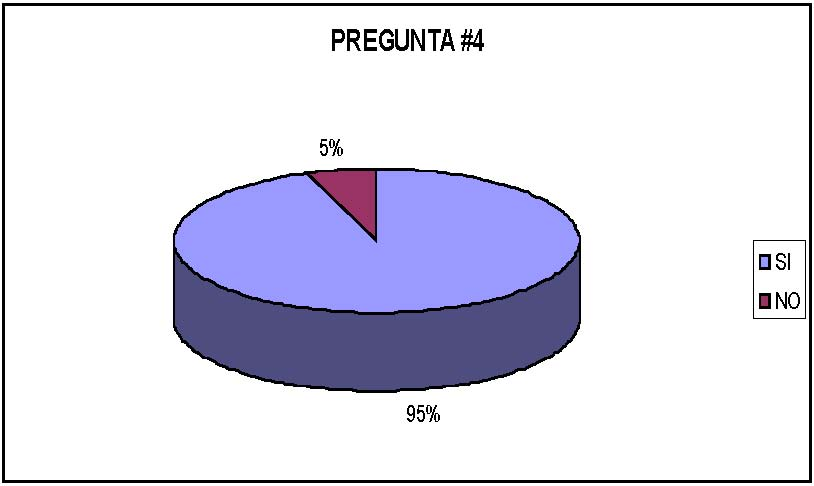 PREGUNTA #4
5%
SI
NO
95%